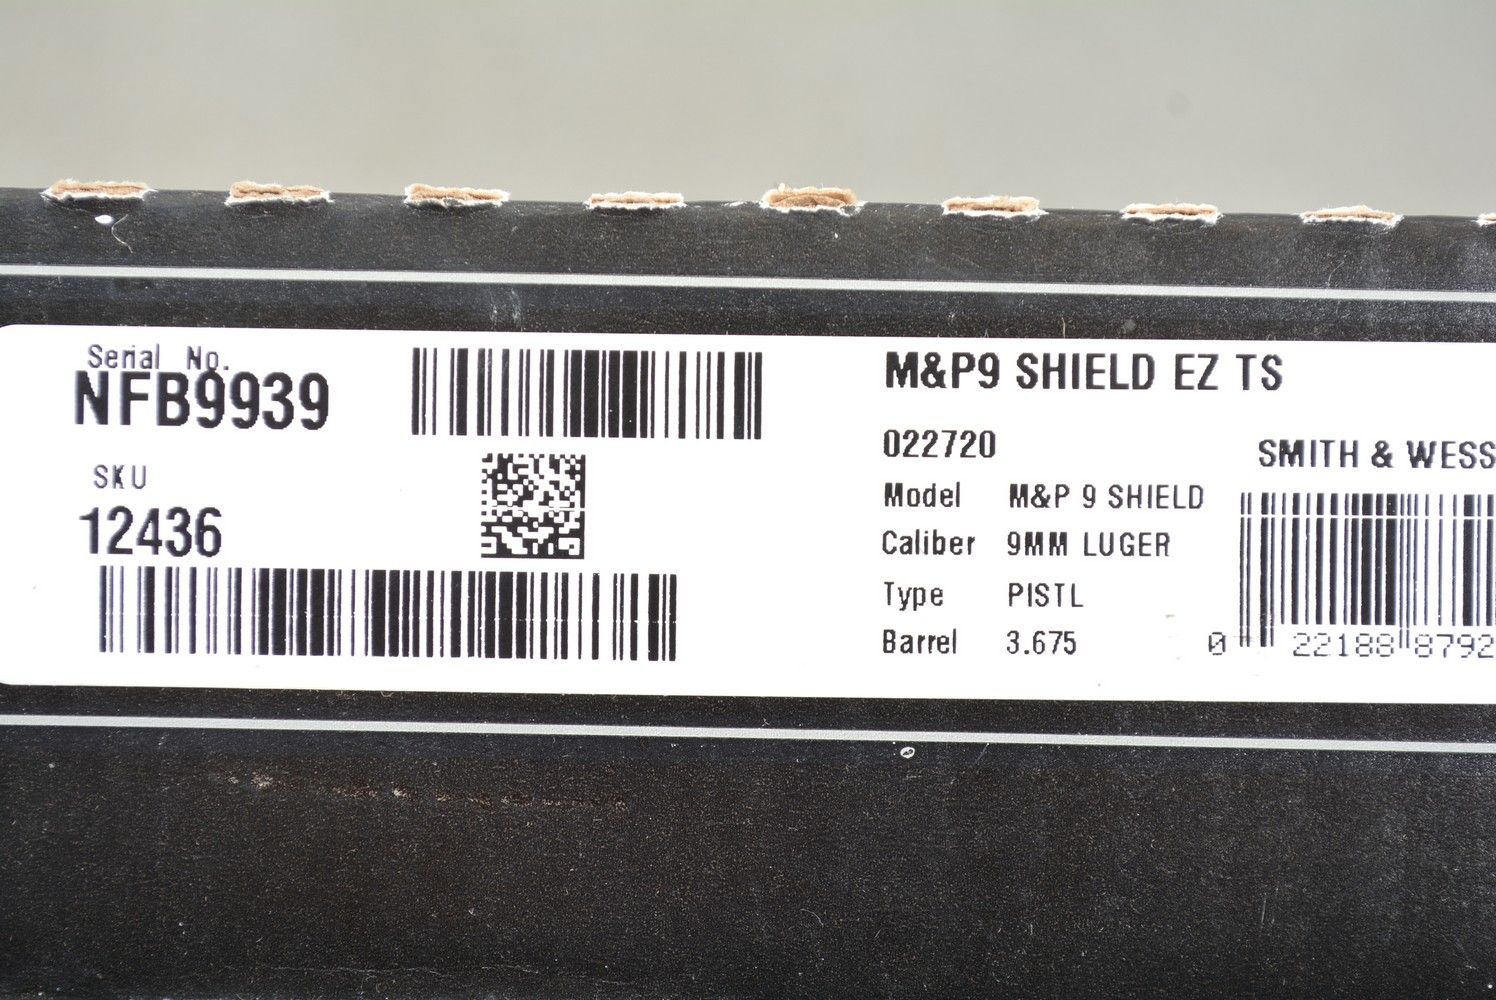 Serial No.
NFB9939
SKU
12436
M&P9 SHIELD EZ TS
022720
SMITH & WESS
Model M&P 9 SHIELD
Caliber 9MM LUGER
Type PISTL
Barrel 3.675
0 22188 8792